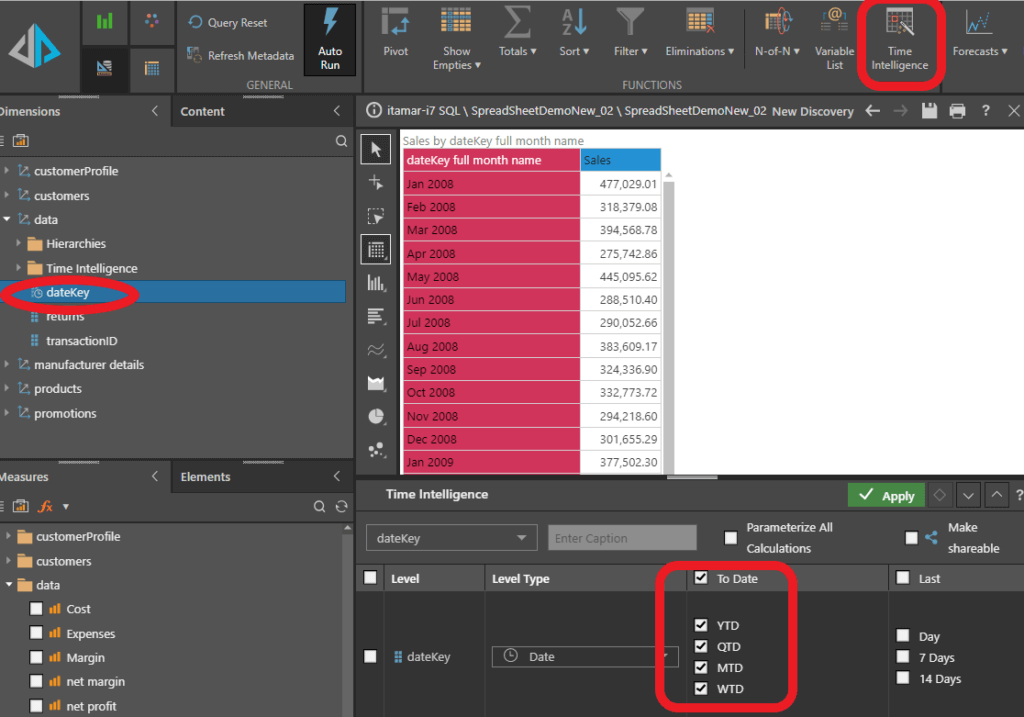 Query Reset
Refresh Metadata
GENERAL
Auto
Run
Pivot
Show
Empties
Totals
Sort
Filter
Eliminations
N-of-N
Variable
List
Time
Intelligence
Forecasts
FUNCTIONS
Dimensions
Content
itamar-i7 SQL \ SpreadSheetDemoNew_02 \ SpreadSheetDemoNew_02 New Discovery
customerProfile
customers
data
Hierarchies
Time Intelligence
dateKey
returns
transactionID
manufacturer details
products
promotions
Sales by dateKey full month name
dateKey full month name Sales
Jan 2008 477,029.01
Feb 2008 318,379.08
Mar 2008 394,568.78
Apr 2008 275,742.86
May 2008 445,095.62
Jun 2008 288,510.40
Jul 2008 290,052.66
Aug 2008 383,609.17
Sep 2008 324,336.90
Oct 2008 332,773.72
Nov 2008 294,218.60
Dec 2008 301,655.29
Jan 2009 377,502.30
Measures
Elements
customerProfile
customers
data
Cost
Expenses
Margin
net margin
net profit
Time Intelligence
Apply
?
dateKey
Enter Caption
Parameterize All
Calculations
Make
shareable
Level
Level Type
To Date
Last
dateKey
Date
YTD
QTD
MTD
WTD
Day
7 Days
14 Days